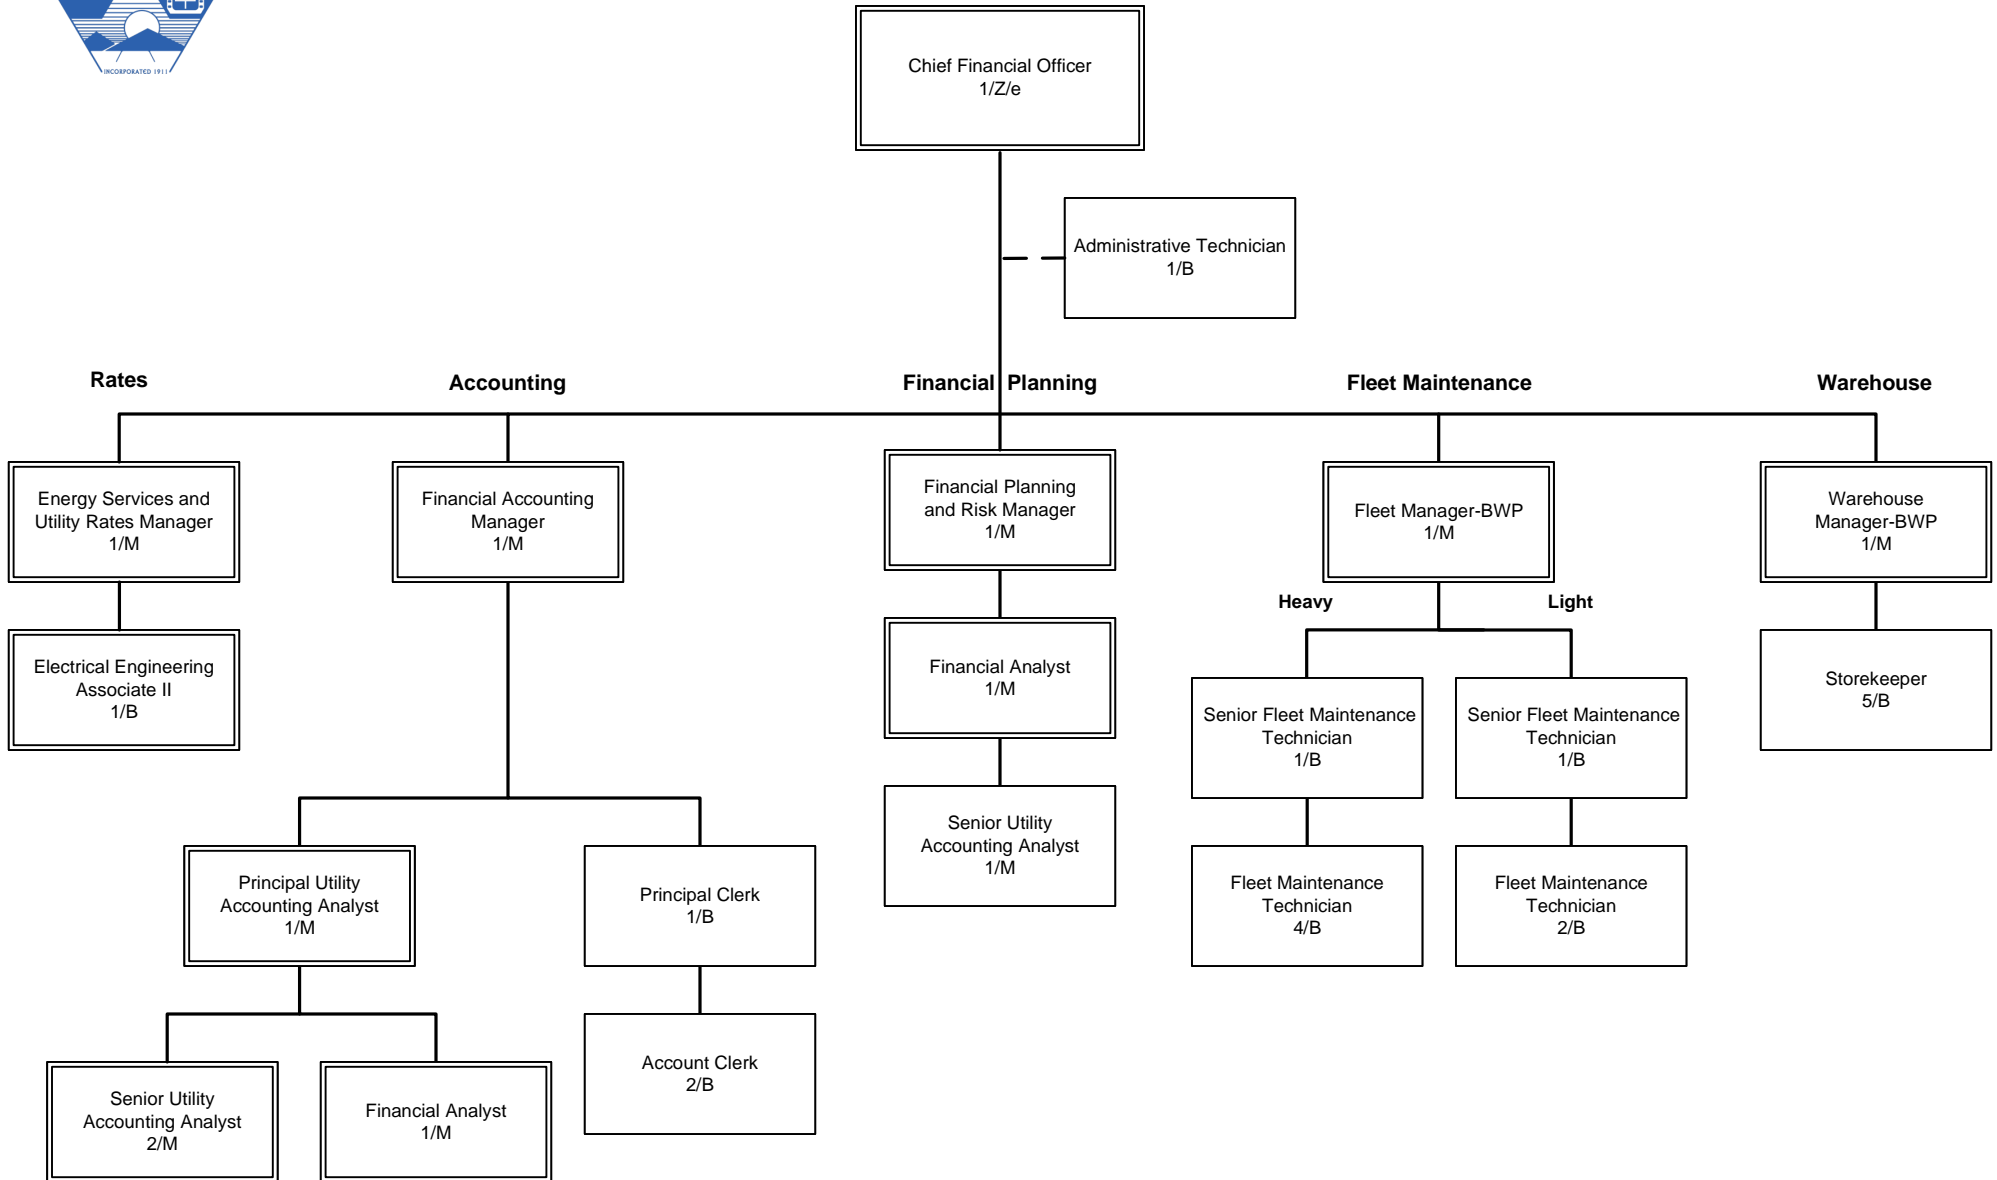 INCORPORATED 1911
Chief Financial Officer
1/Z/e
Administrative Technician
1/B
Rates
Accounting
Financial Planning
Fleet Maintenance
Warehouse
Energy Services and
Utility Rates Manager
1/M
Financial Accounting
Manager
1/M
Financial Planning
and Risk Manager
1/M
Fleet Manager-BWP
1/M
Warehouse
Manager-BWP
1/M
Heavy
Light
Electrical Engineering
Associate II
1/B
Financial Analyst
1/M
Storekeeper
5/B
Senior Fleet Maintenance
Technician
1/B
Senior Fleet Maintenance
Technician
1/B
Senior Utility
Accounting Analyst
1/M
Principal Utility
Accounting Analyst
1/M
Principal Clerk
1/B
Fleet Maintenance
Technician
4/B
Fleet Maintenance
Technician
2/B
Account Clerk
2/B
Senior Utility
Accounting Analyst
2/M
Financial Analyst
1/M